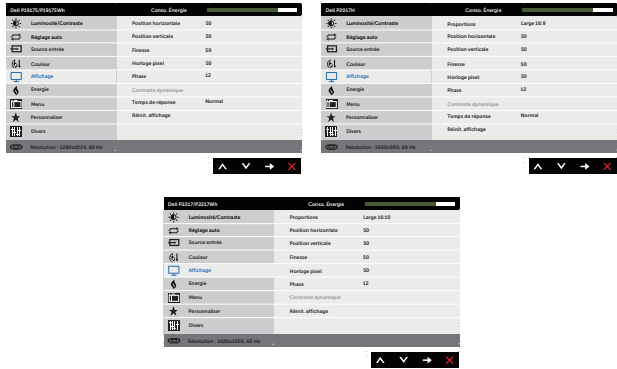 Dell P1917S/P1917SWh Conso. Énergie
Luminosité/Contraste Position horizontale 50
Réglage auto Position verticale 50
Source entrée Finesse 50
Couleur Horloge pixel 50
Affichage Phase 12
Energie Contraste dynamique
Menu Temps de réponse Normal
Personnaliser Réinit. affichage
Divers
Résolution : 1280x1024, 60 Hz
Dell P2017H Conso. Énergie
Luminosité/Contraste Proportions Large 16:9
Réglage auto Position horizontale 50
Source entrée Position verticale 50
Couleur Finesse 50
Affichage Horloge pixel 50
Energie Phase 12
Menu Contraste dynamique
Personnaliser Temps de réponse Normal
Divers Réinit. affichage
Résolution : 1600x900, 60 Hz
Dell P2217/P2217Wh Conso. Énergie
Luminosité/Contraste Proportions Large 16:10
Réglage auto Position horizontale 50
Source entrée Position verticale 50
Couleur Finesse 50
Affichage Horloge pixel 50
Energie Phase 12
Menu Contraste dynamique
Personnaliser Réinit. affichage
Divers
Résolution : 1680x1050, 60 Hz